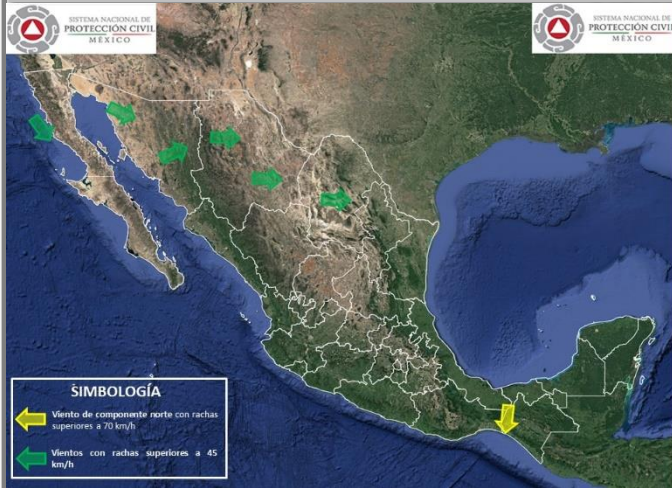 SISTEMA NACIONAL DE
PROTECCIÓN CIVIL
MÉXICO
SISTEMA NACIONAL DE
PROTECCIÓN CIVIL
MÉXICO
SIMBOLOGÍA
Viento de componente norte con rachas
superiores a 70 km/h
Vientos con rachas superiores a 45
km/h